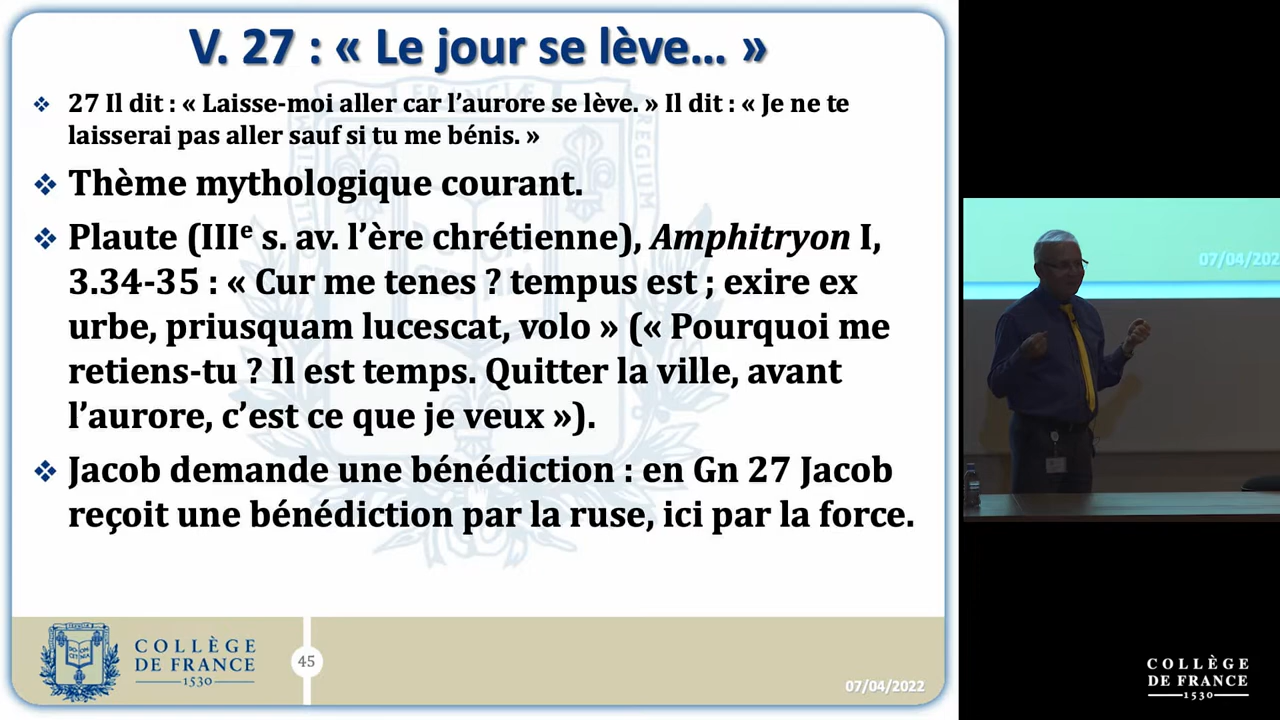 V. 27 : « Le jour se lève… »
❖ 27 Il dit : « Laisse-moi aller car l’aurore se lève. » Il dit : « Je ne te
laisserai pas aller sauf si tu me bénis. »
❖ Thème mythologique courant.
❖ Plaute (IIIe s. av. l’ère chrétienne), Amphitryon I,
3.34-35 : « Cur me tenes ? tempus est ; exire ex
urbe, priusquam lucescat, volo » (« Pourquoi me
retiens-tu ? Il est temps. Quitter la ville, avant
l’aurore, c’est ce que je veux »).
❖ Jacob demande une bénédiction : en Gn 27 Jacob
reçoit une bénédiction par la ruse, ici par la force.
COLLÈGE
DE FRANCE
1530
45
07/04/2022
07/04/202
COLLÈGE
DE FRANCE
1530